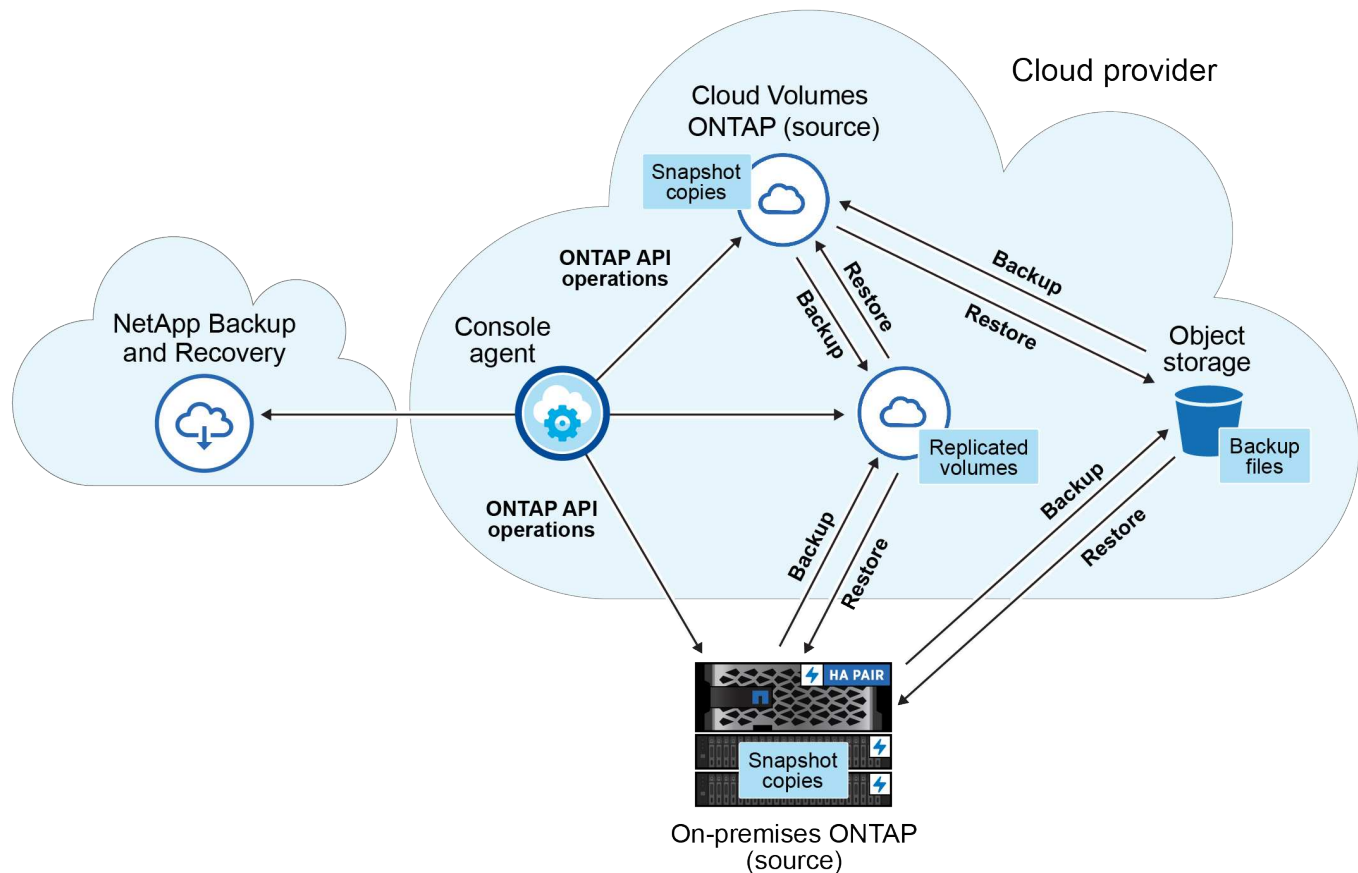 Cloud provider
Cloud Volumes
ONTAP (source)
Snapshot
copies
ONTAP API
operations
Backup
Restore
Restore
Backup
NetApp Backup
and Recovery
Console
agent
Object
storage
Replicated
volumes
Backup
files
ONTAP API
operations
Backup
Restore
Backup
Restore
HA PAIR
Snapshot
copies
On-premises ONTAP
(source)